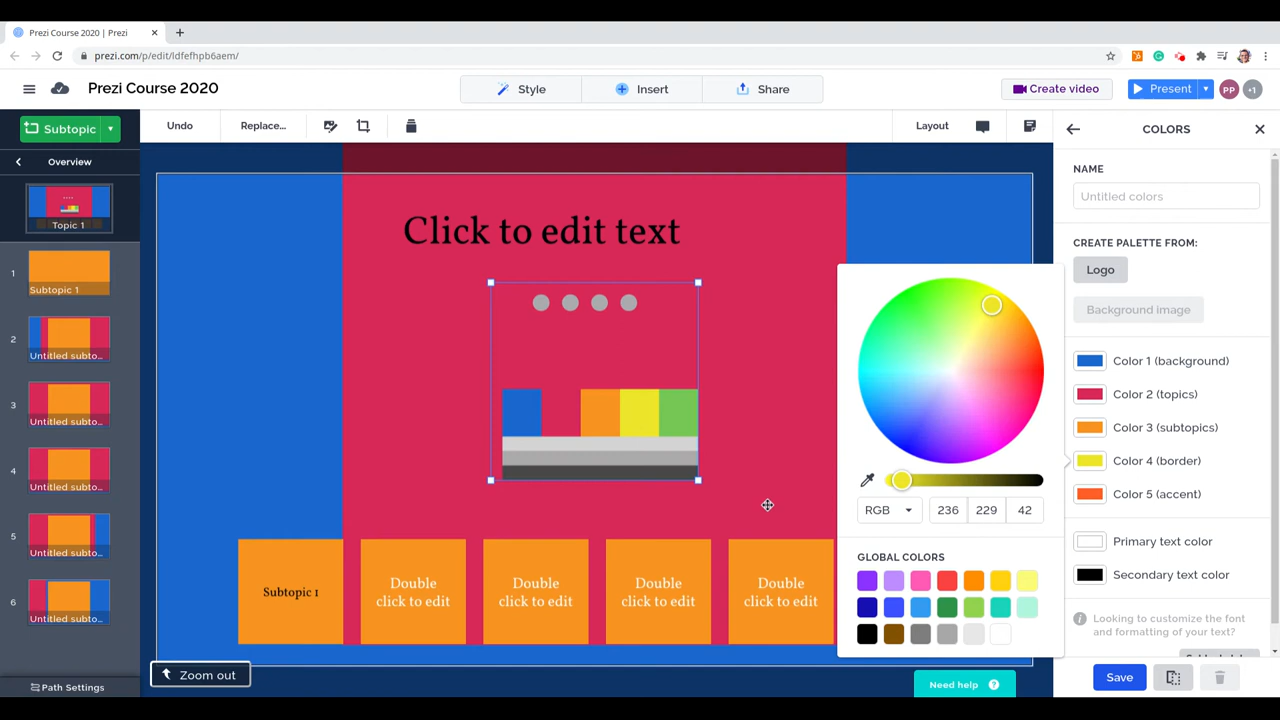 Prezi Course 2020 | Prezi
prezi.com/p/edit/ldfefhpb6aem/
Prezi Course 2020
Style
Insert
Share
Create video
Present
PP
+1
Subtopic
Undo
Replace...
Layout
COLORS
Overview
Topic 1
1
Subtopic 1
2
Untitled subto...
3
Untitled subto...
4
Untitled subto...
5
Untitled subto...
6
Untitled subto...
Path Settings
Click to edit text
Subtopic 1
Double
click to edit
Double
click to edit
Double
click to edit
Double
click to edit
Zoom out
Need help ?
RGB
236
229
42
GLOBAL COLORS
NAME
Untitled colors
CREATE PALETTE FROM:
Logo
Background image
Color 1 (background)
Color 2 (topics)
Color 3 (subtopics)
Color 4 (border)
Color 5 (accent)
Primary text color
Secondary text color
Looking to customize the font
and formatting of your text?
Save